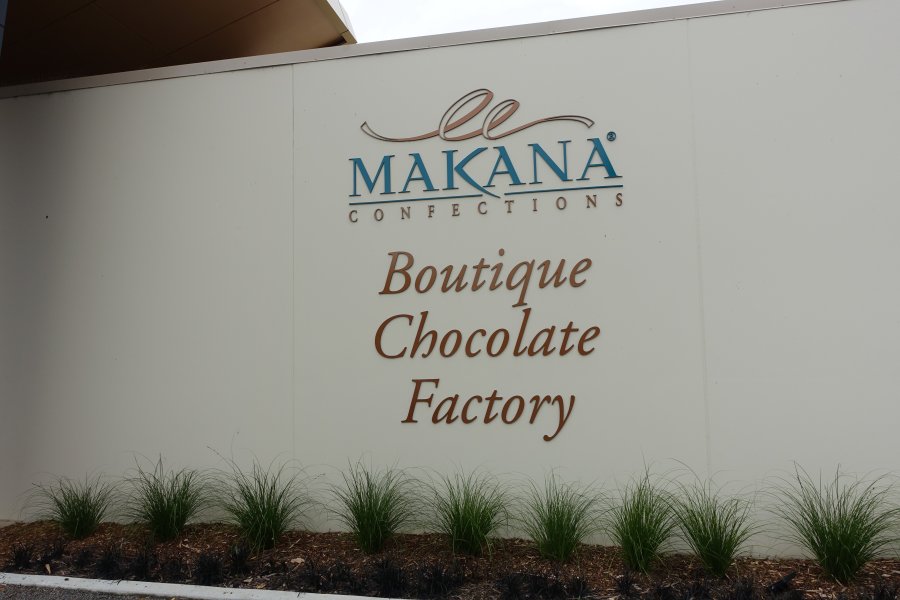 MAKANA®
CONFECTIONS
Boutique
Chocolate
Factory